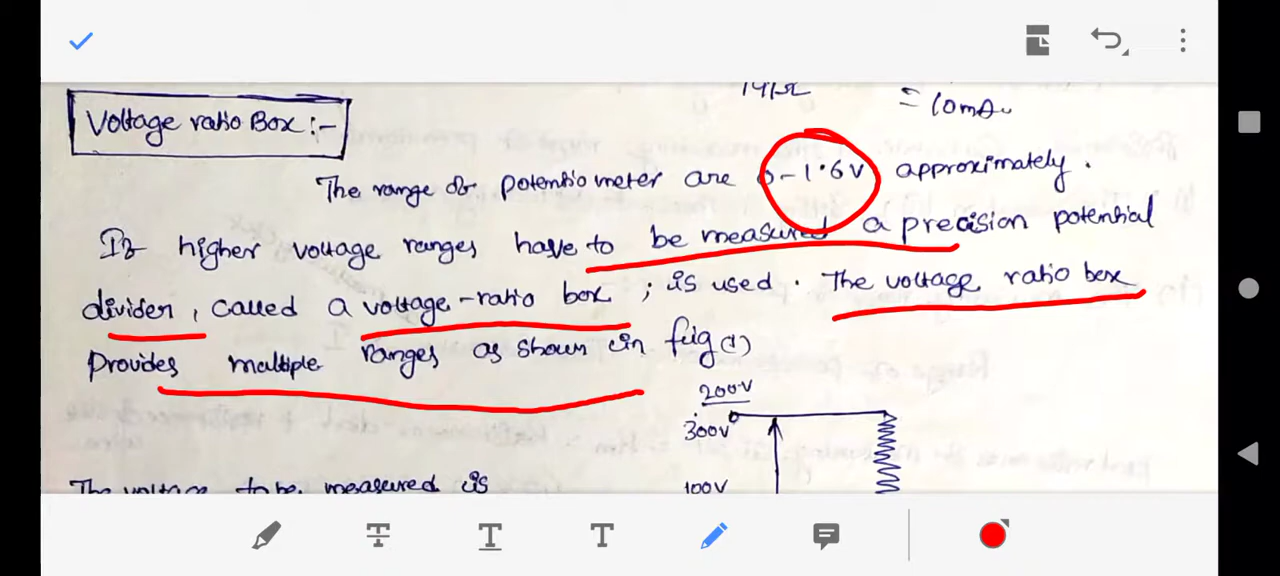 = 10mA.
Voltage ratio Box :-
The range of potentiometer are 0-1.6V approximately.
If higher voltage ranges have to be measured a precision potential
divider, called a voltage-ratio box ; is used. The voltage ratio box
Provides multiple ranges as shown in fig (1)
200V
300V
100V
The voltage to be measured is
T
T
T